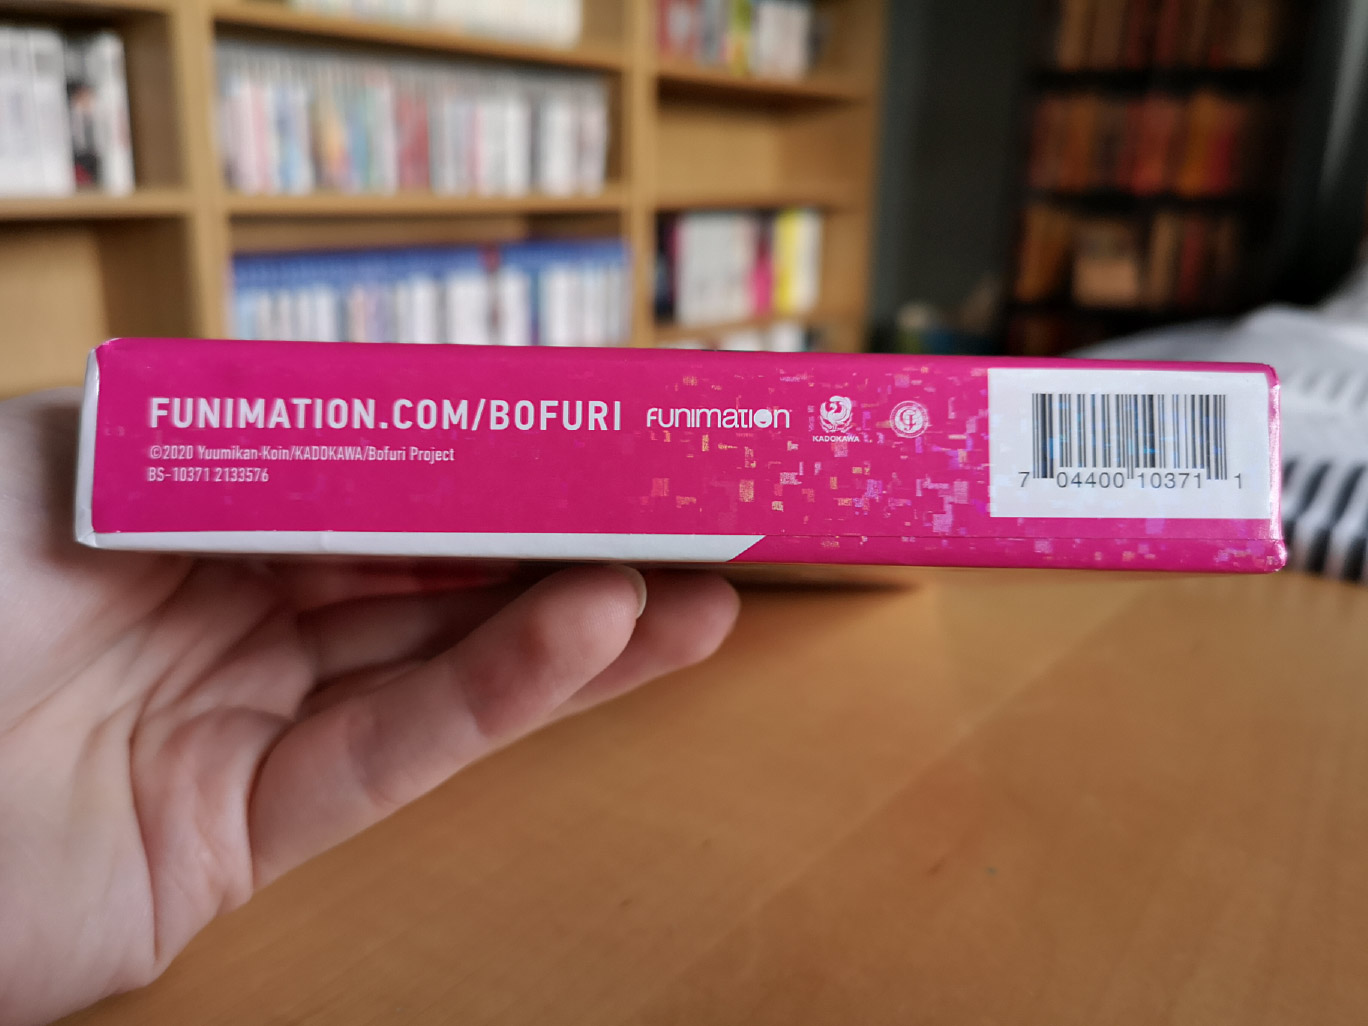 FUNIMATION.COM/BOFURI
©2020 Yuumikan-Koin/KADOKAWA/Bofuri Project
BS-10371 2133576
FUNiMATiON
KADOKAWA
7 04400 10371 1